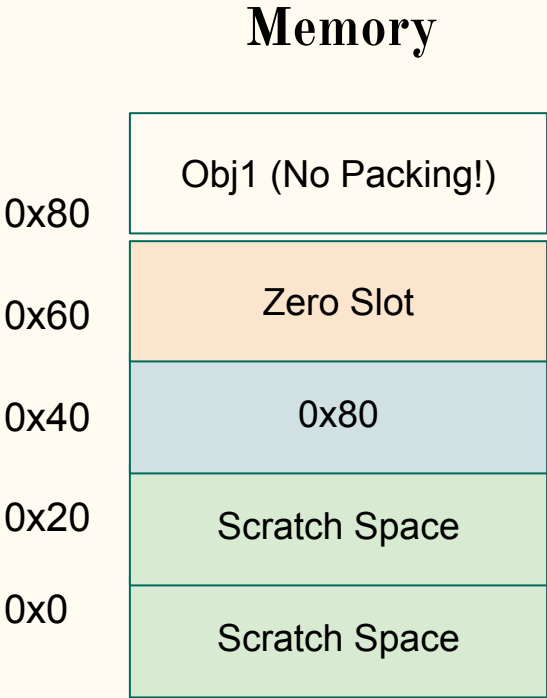 Memory
Obj1 (No Packing!)
0x80
Zero Slot
0x60
0x80
0x40
Scratch Space
0x20
Scratch Space
0x0